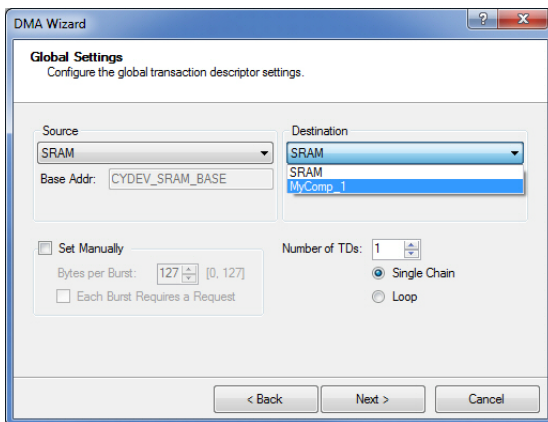 DMA Wizard
Global Settings
Configure the global transaction descriptor settings.
Source
Destination
SRAM
SRAM
Base Addr: CYDEV_SRAM_BASE
SRAM
MyComp_1
Set Manually
Number of TDs: 1
Bytes per Burst: 127 [0, 127]
Single Chain
Each Burst Requires a Request
Loop
< Back
Next >
Cancel